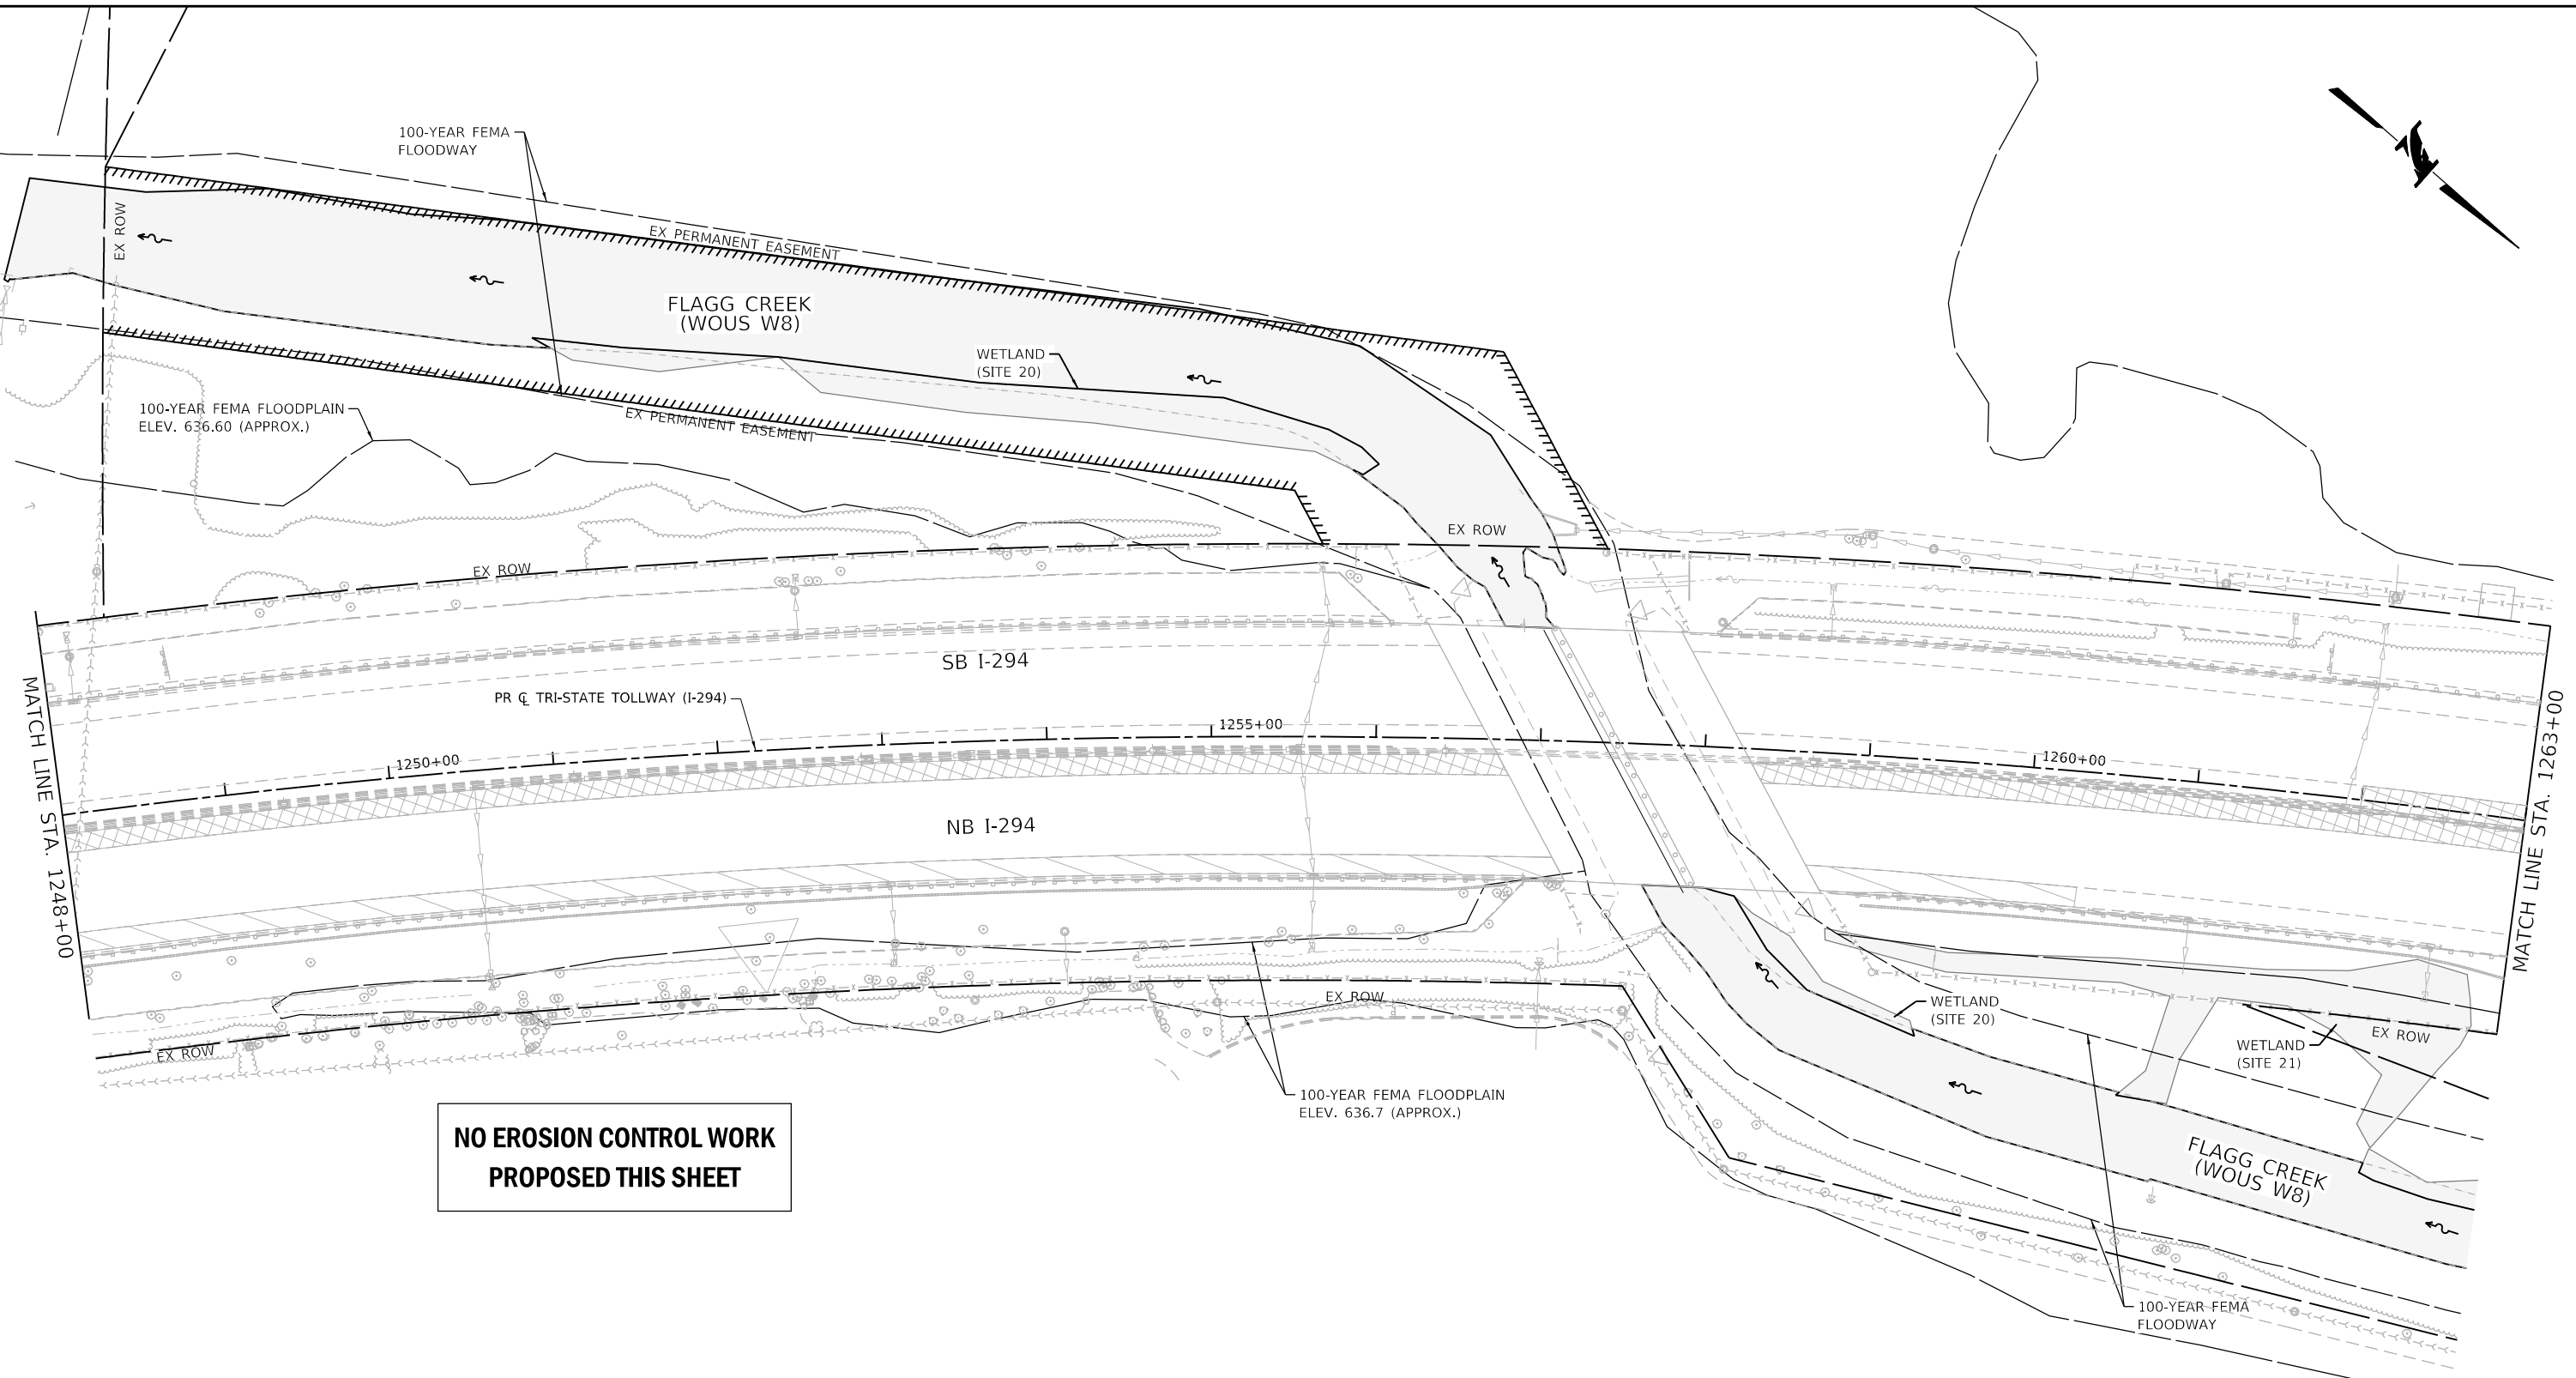 100-YEAR FEMA
FLOODWAY
EX ROW
EX PERMANENT EASEMENT
FLAGG CREEK
(WOUS W8)
WETLAND
(SITE 20)
100-YEAR FEMA FLOODPLAIN
ELEV. 636.60 (APPROX.)
EX PERMANENT EASEMENT
EX ROW
EX ROW
SB I-294
PR ℄ TRI-STATE TOLLWAY (I-294)
1250+00
1255+00
1260+00
MATCH LINE STA. 1248+00
MATCH LINE STA. 1263+00
NB I-294
EX ROW
EX ROW
WETLAND
(SITE 20)
WETLAND
(SITE 21)
EX ROW
100-YEAR FEMA FLOODPLAIN
ELEV. 636.7 (APPROX.)
NO EROSION CONTROL WORK
PROPOSED THIS SHEET
FLAGG CREEK
(WOUS W8)
100-YEAR FEMA
FLOODWAY